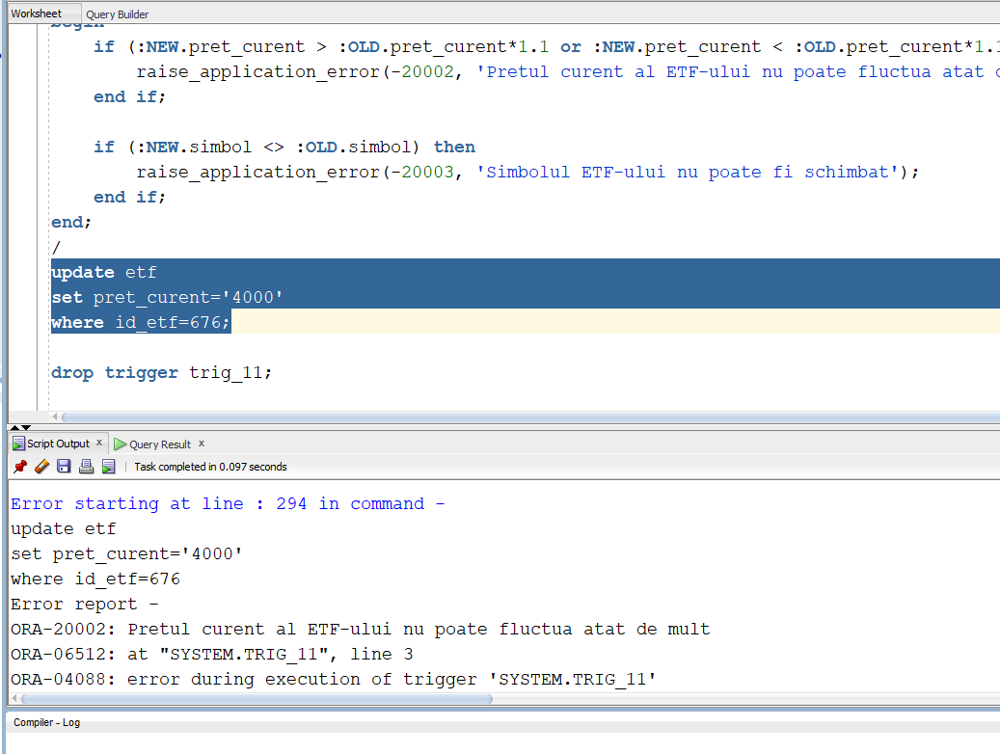 Worksheet Query Builder
begin
if (:NEW.pret_curent > :OLD.pret_curent*1.1 or :NEW.pret_curent < :OLD.pret_curent*1.
raise_application_error(-20002, 'Pretul curent al ETF-ului nu poate fluctua atat
end if;
if (:NEW.simbol <> :OLD.simbol) then
raise_application_error(-20003, 'Simbolul ETF-ului nu poate fi schimbat');
end if;
end;
/
update etf
set pret_curent='4000'
where id_etf=676;
drop trigger trig_11;
Script Output x Query Result x
Task completed in 0.097 seconds
Error starting at line : 294 in command -
update etf
set pret_curent='4000'
where id_etf=676
Error report -
ORA-20002: Pretul curent al ETF-ului nu poate fluctua atat de mult
ORA-06512: at "SYSTEM.TRIG_11", line 3
ORA-04088: error during execution of trigger 'SYSTEM.TRIG_11'
Compiler - Log